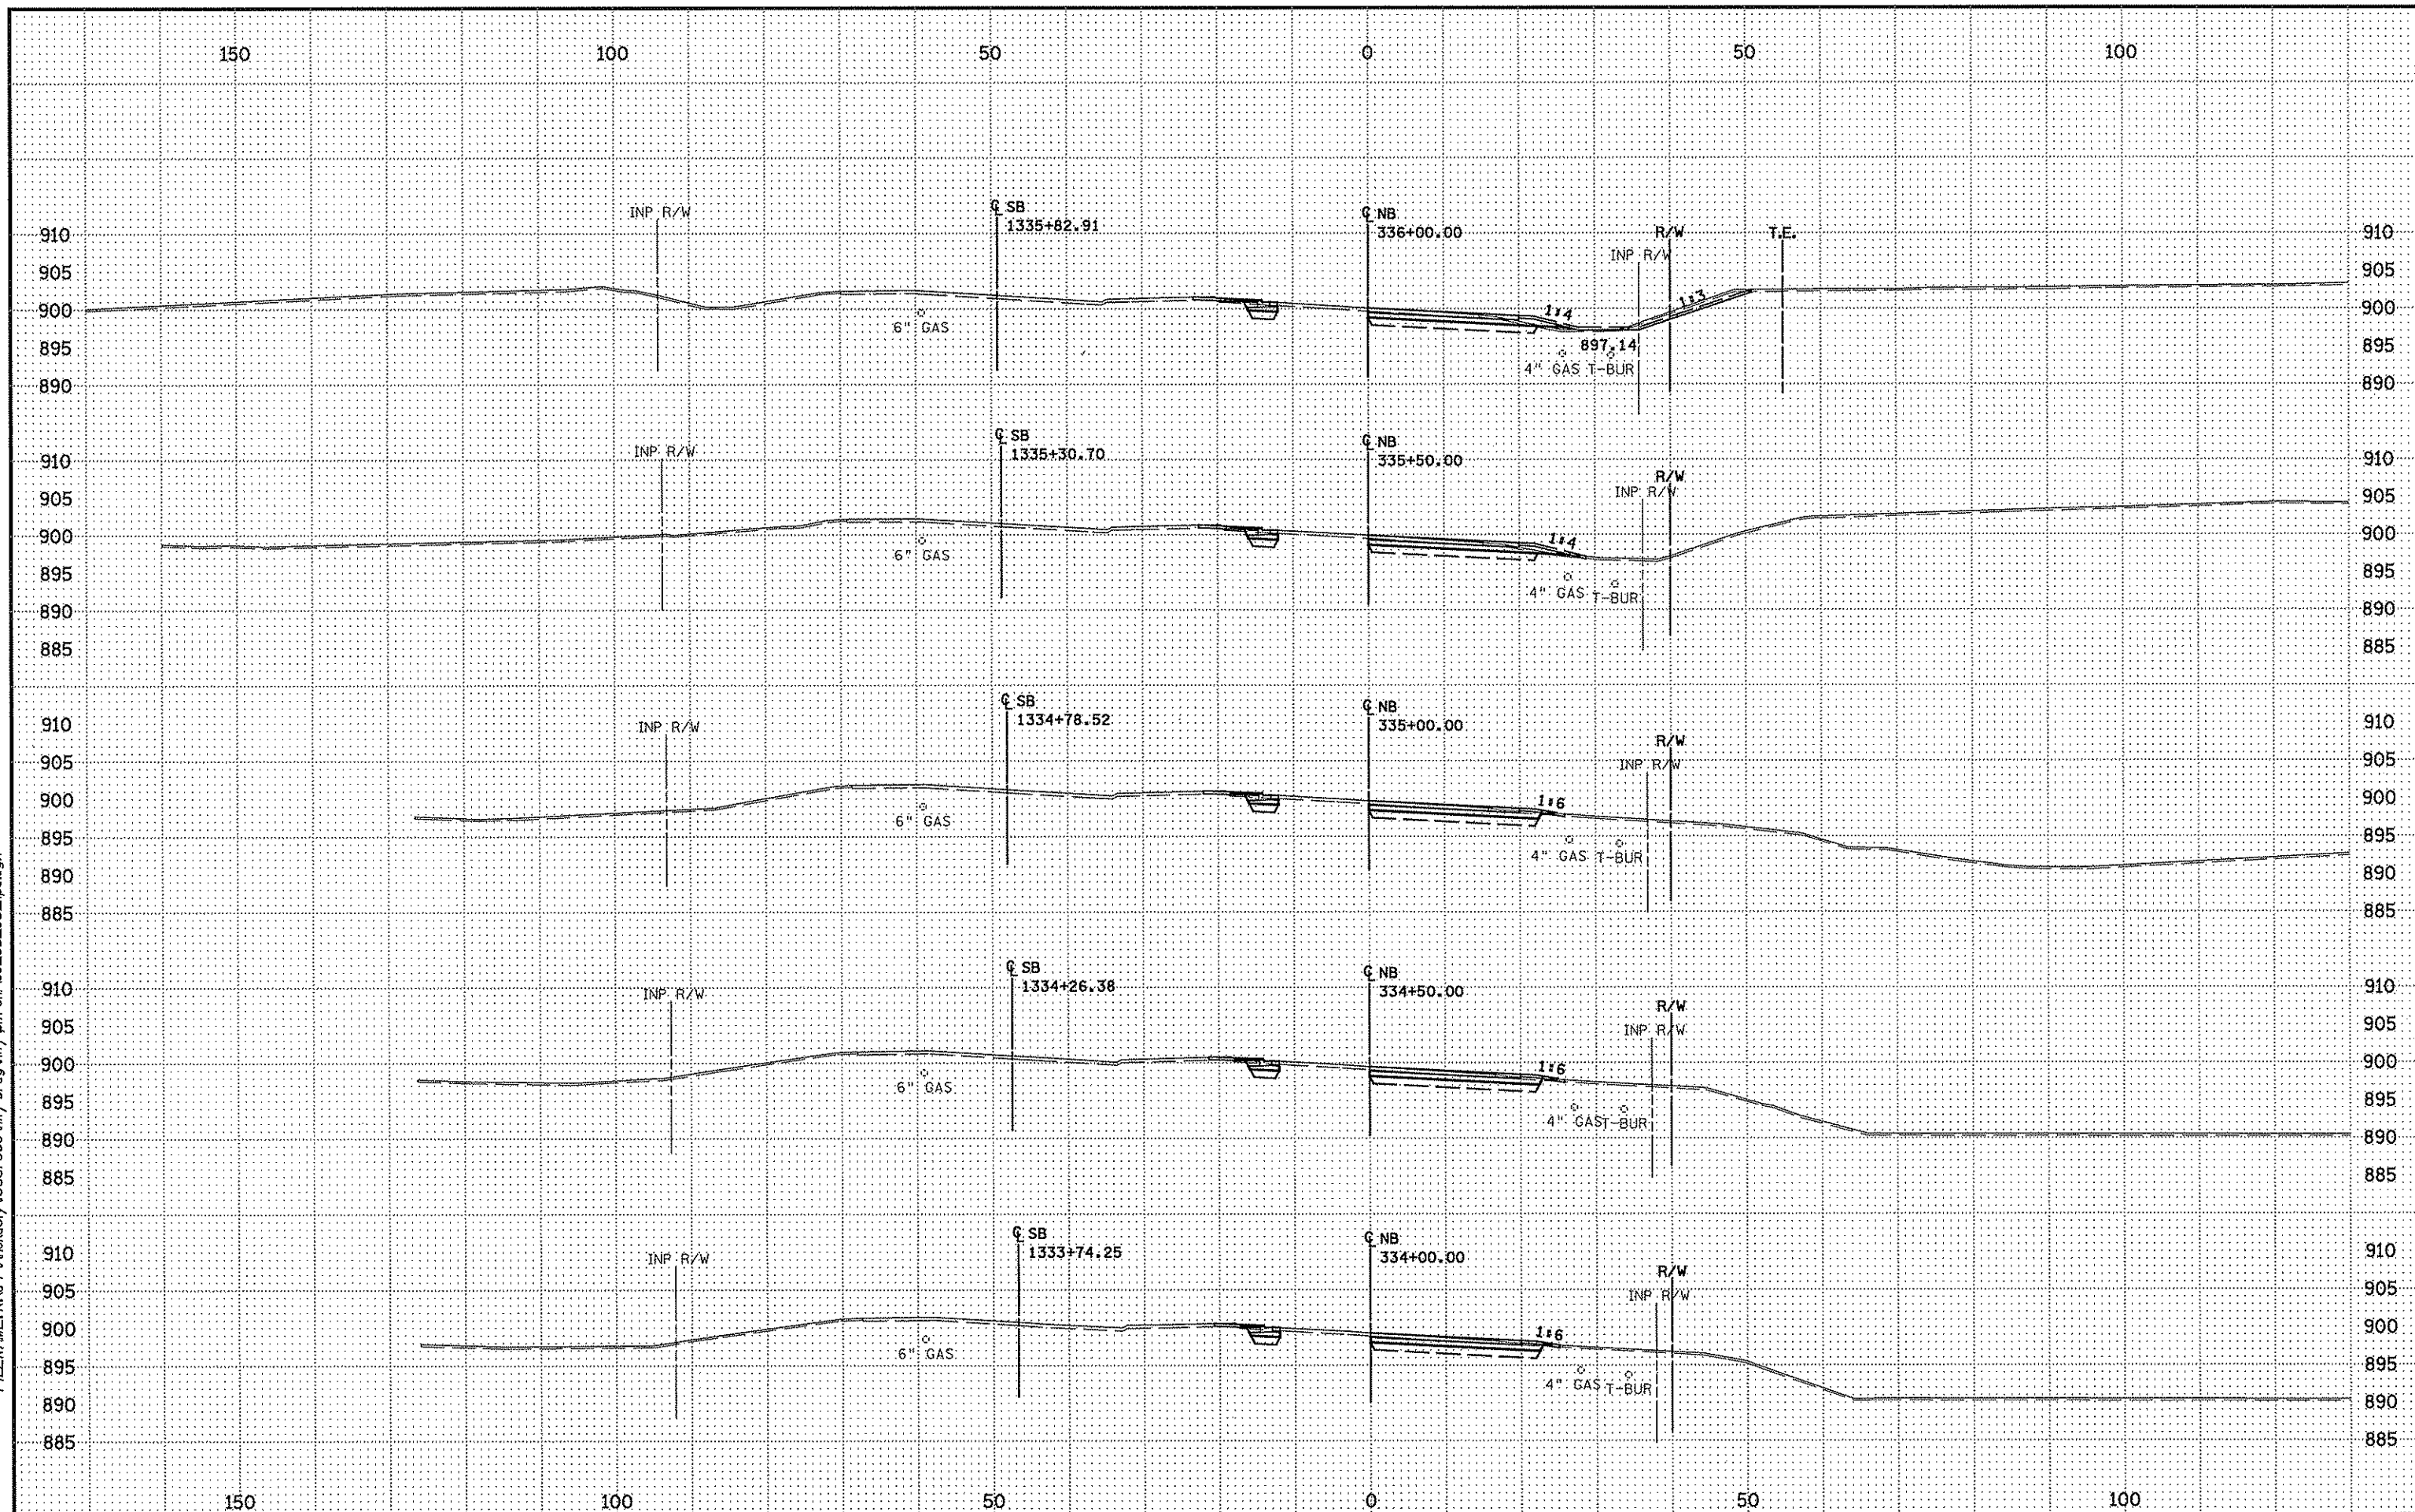 150 100 50 0 50 100
INP R/W
℄ SB
1335+82.91
℄ NB
336+00.00
R/W
T.E.
INP R/W
910 910
905 905
900 900
895 895
890 890
1:4
1:3
6" GAS
897.14
4" GAS T-BUR
INP R/W
℄ SB
1335+30.70
℄ NB
335+50.00
R/W
INP R/W
910 910
905 905
900 900
895 895
890 890
885 885
1:4
6" GAS
4" GAS T-BUR
INP R/W
℄ SB
1334+78.52
℄ NB
335+00.00
R/W
INP R/W
910 910
905 905
900 900
895 895
890 890
885 885
1:6
6" GAS
4" GAS T-BUR
INP R/W
℄ SB
1334+26.38
℄ NB
334+50.00
R/W
INP R/W
910 910
905 905
900 900
895 895
890 890
885 885
1:6
6" GAS
4" GAS T-BUR
INP R/W
℄ SB
1333+74.25
℄ NB
334+00.00
R/W
INP R/W
910 910
905 905
900 900
895 895
890 890
885 885
1:6
6" GAS
4" GAS T-BUR
150 100 50 0 50 100